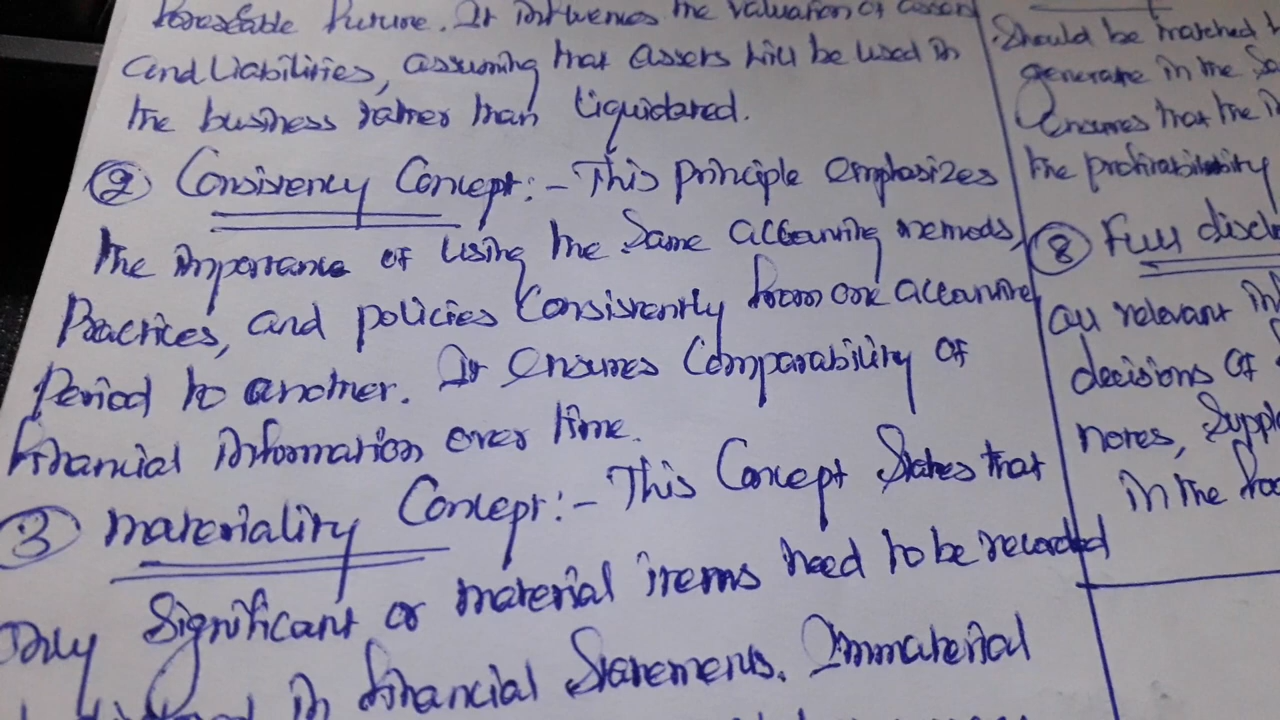 foreseeable future. It influences the valuation of assets
and liabilities, assuming that assets will be used in
the business rather than liquidated.
② Consistency Concept:- This principle emphasizes
the importance of using the same accounting methods,
Practices, and policies consistently from one accounting
Period to another. It ensures Comparability of
financial information over time.
③ Materiality Concept:- This Concept States that
Only Significant or material items need to be recorded
in financial Statements. Immaterial
Should be matched
generate in the Sa
ensures that the
the profitability
⑧ Full discl
all relevant in
decisions of
notes, Supple
in the